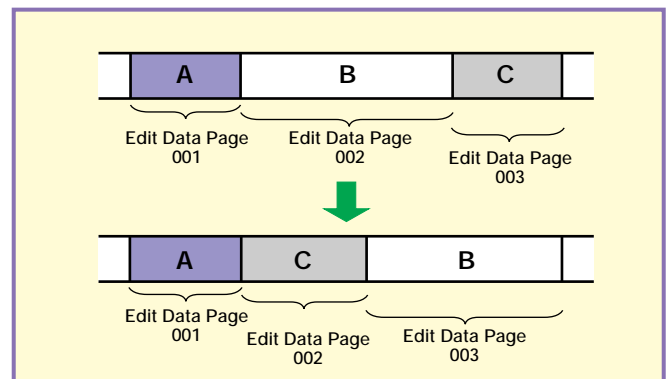 A B C
Edit Data Page
001
Edit Data Page
002
Edit Data Page
003
A C B
Edit Data Page
001
Edit Data Page
002
Edit Data Page
003